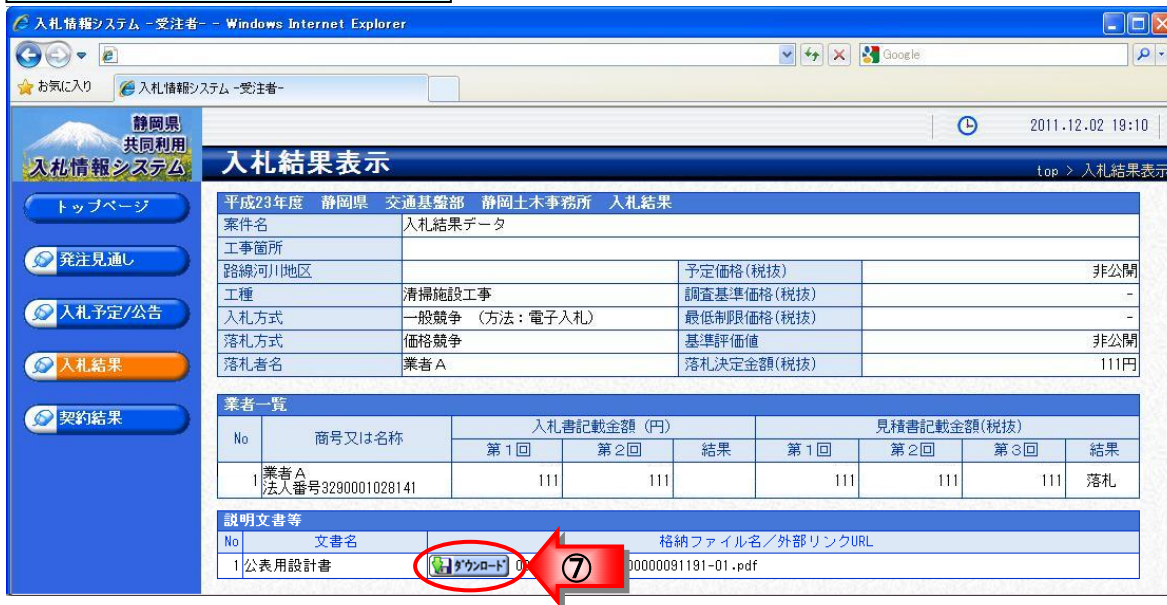 入札情報システム -受注者- - Windows Internet Explorer
Google
お気に入り
入札情報システム -受注者-
静岡県
共同利用
入札情報システム
2011.12.02 19:10
入札結果表示
top > 入札結果表示
トップページ
発注見通し
入札予定/公告
入札結果
契約結果
平成23年度 静岡県 交通基盤部 静岡土木事務所 入札結果
案件名 入札結果データ
工事箇所
路線河川地区 予定価格(税抜) 非公開
工種 清掃施設工事 調査基準価格(税抜) -
入札方式 一般競争 (方法:電子入札) 最低制限価格(税抜) -
落札方式 価格競争 基準評価値 非公開
落札者名 業者A 落札決定金額(税抜) 111円
業者一覧
No 商号又は名称 入札書記載金額 (円) 見積書記載金額(税抜)
第1回 第2回 結果 第1回 第2回 第3回 結果
1 業者A 法人番号3290001028141 111 111 111 111 111 落札
説明文書等
No 文書名 格納ファイル名/外部リンクURL
1 公表用設計書 ダウンロード ⑦ 0000091191-01.pdf